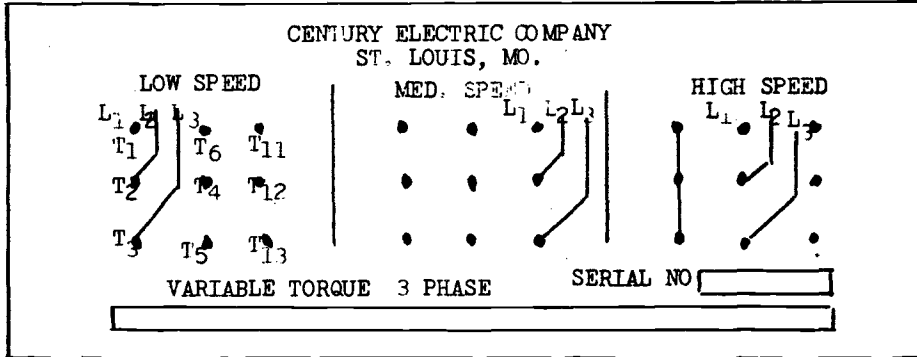 CENTURY ELECTRIC COMPANY
ST. LOUIS, MO.
LOW SPEED
MED. SPEED
HIGH SPEED
L1 L2 L3
L1 L2 L3
L1 L2 L3
T1 T6 T11
T2 T4 T12
T3 T5 T13
VARIABLE TORQUE 3 PHASE
SERIAL NO